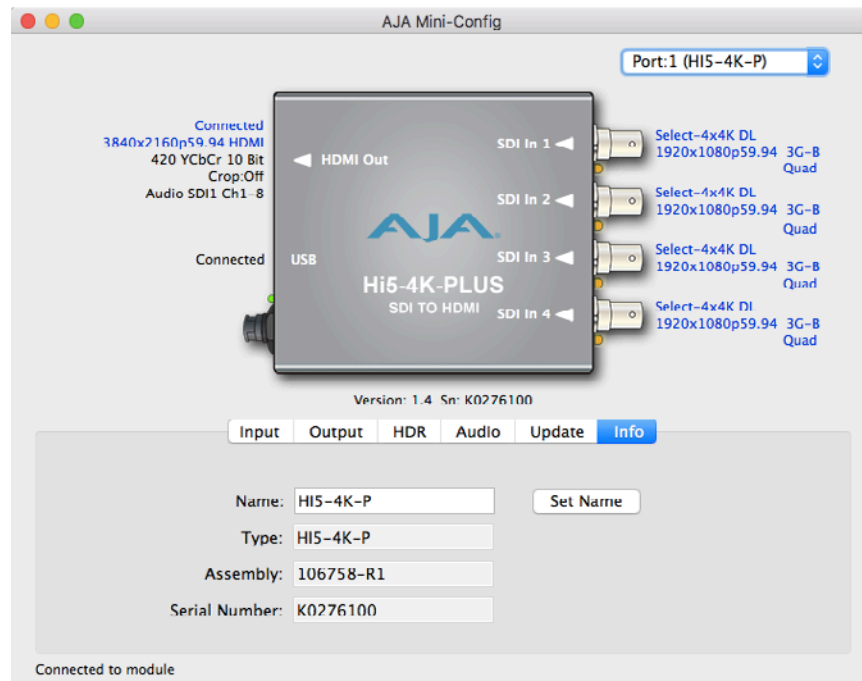 AJA Mini-Config
Port:1 (HI5-4K-P)
Connected
3840x2160p59.94 HDMI
420 YCbCr 10 Bit
Crop:Off
Audio SDI1 Ch1-8
Connected
HDMI Out
USB
AJA
Hi5-4K-PLUS
SDI TO HDMI
SDI In 1
SDI In 2
SDI In 3
SDI In 4
Select-4x4K DL
1920x1080p59.94 3G-B
Quad
Select-4x4K DL
1920x1080p59.94 3G-B
Quad
Select-4x4K DL
1920x1080p59.94 3G-B
Quad
Select-4x4K DL
1920x1080p59.94 3G-B
Quad
Version: 1.4 Sn: K0276100
Input Output HDR Audio Update Info
Name: HI5-4K-P Set Name
Type: HI5-4K-P
Assembly: 106758-R1
Serial Number: K0276100
Connected to module